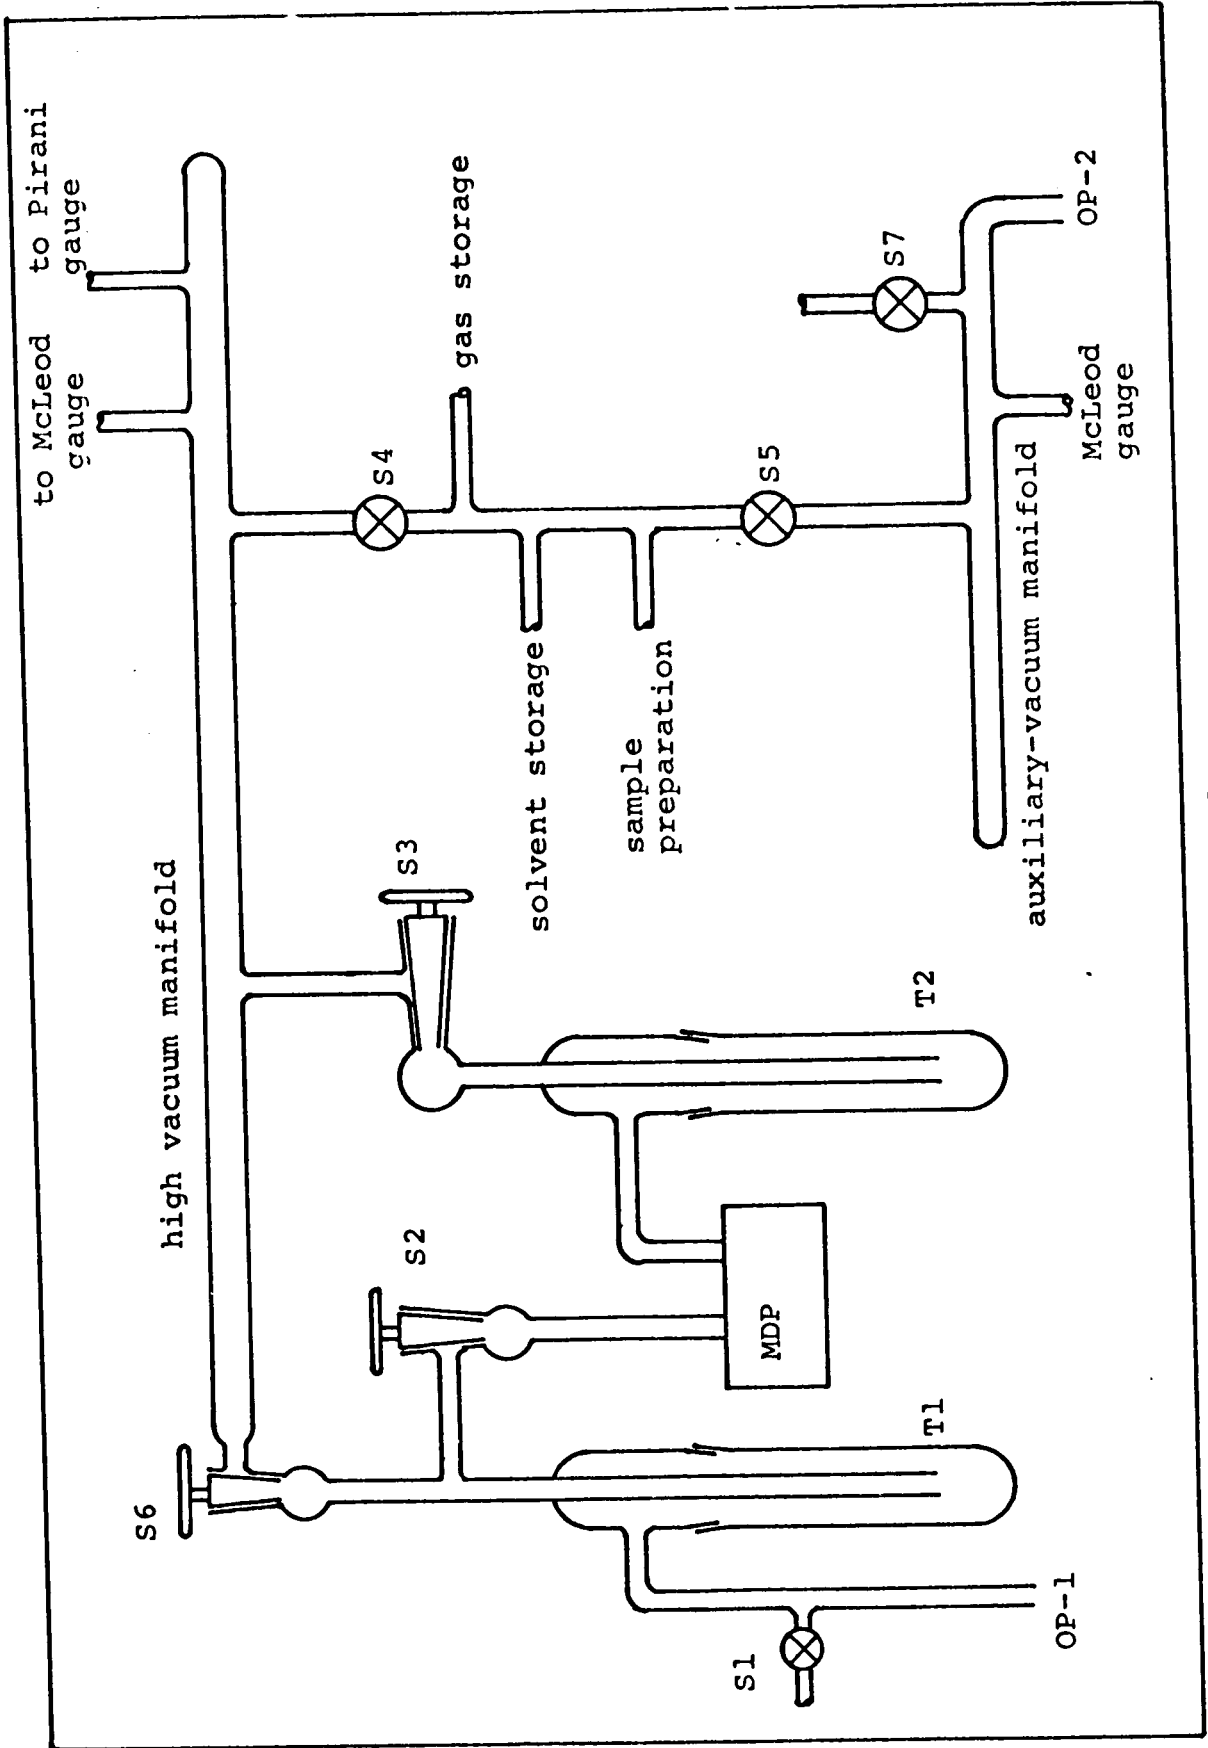 to McLeod
gauge
to Pirani
gauge
high vacuum manifold
S6
S2
S3
S4
gas storage
solvent storage
sample
preparation
S5
S7
MDP
T1
T2
S1
OP-1
auxiliary-vacuum manifold
McLeod
gauge
OP-2